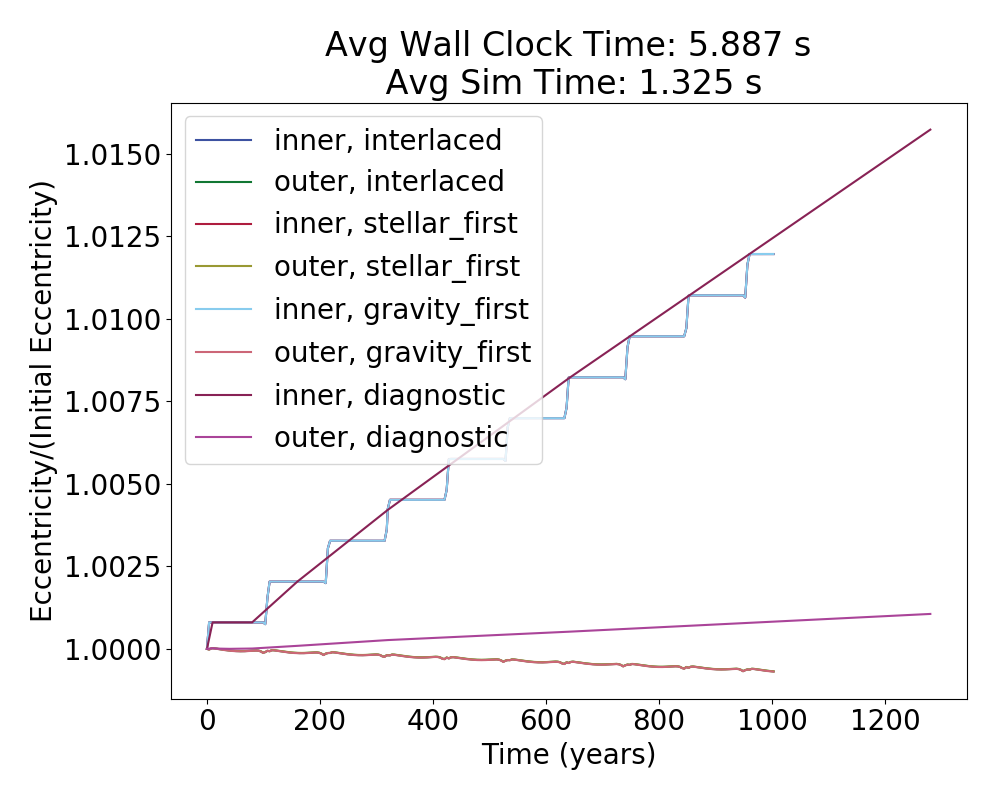 Avg Wall Clock Time: 5.887 s
Avg Sim Time: 1.325 s
Eccentricity/(Initial Eccentricity)
1.0150
1.0125
1.0100
1.0075
1.0050
1.0025
1.0000
inner, interlaced
outer, interlaced
inner, stellar_first
outer, stellar_first
inner, gravity_first
outer, gravity_first
inner, diagnostic
outer, diagnostic
0 200 400 600 800 1000 1200
Time (years)